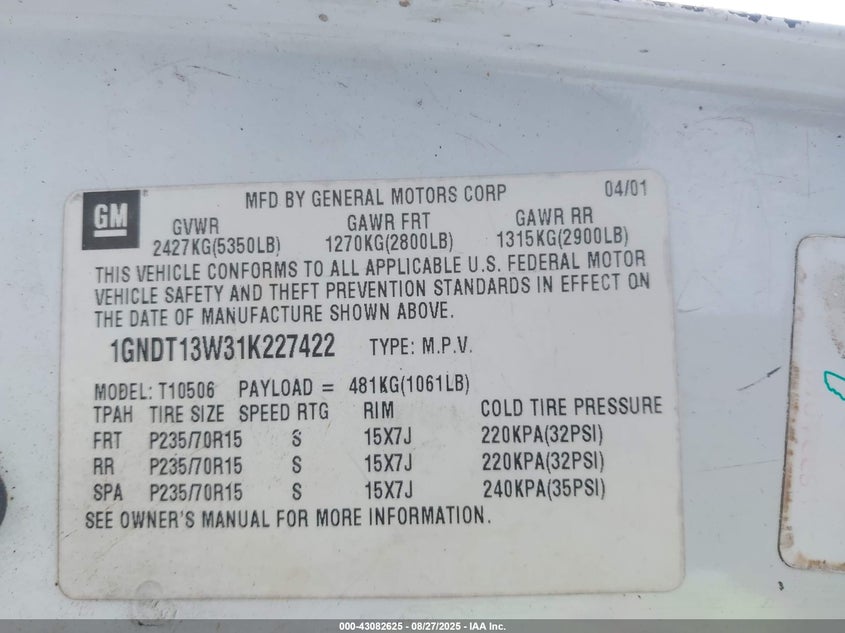 GM
MFD BY GENERAL MOTORS CORP 04/01
GVWR GAWR FRT GAWR RR
2427KG(5350LB) 1270KG(2800LB) 1315KG(2900LB)
THIS VEHICLE CONFORMS TO ALL APPLICABLE U.S. FEDERAL MOTOR
VEHICLE SAFETY AND THEFT PREVENTION STANDARDS IN EFFECT ON
THE DATE OF MANUFACTURE SHOWN ABOVE.
1GNDT13W31K227422 TYPE: M.P.V.
MODEL: T10506 PAYLOAD = 481KG(1061LB)
TPAH TIRE SIZE SPEED RTG RIM COLD TIRE PRESSURE
FRT P235/70R15 S 15X7J 220KPA(32PSI)
RR P235/70R15 S 15X7J 220KPA(32PSI)
SPA P235/70R15 S 15X7J 240KPA(35PSI)
SEE OWNER'S MANUAL FOR MORE INFORMATION.
000-43082625 - 08/27/2025 - IAA Inc.